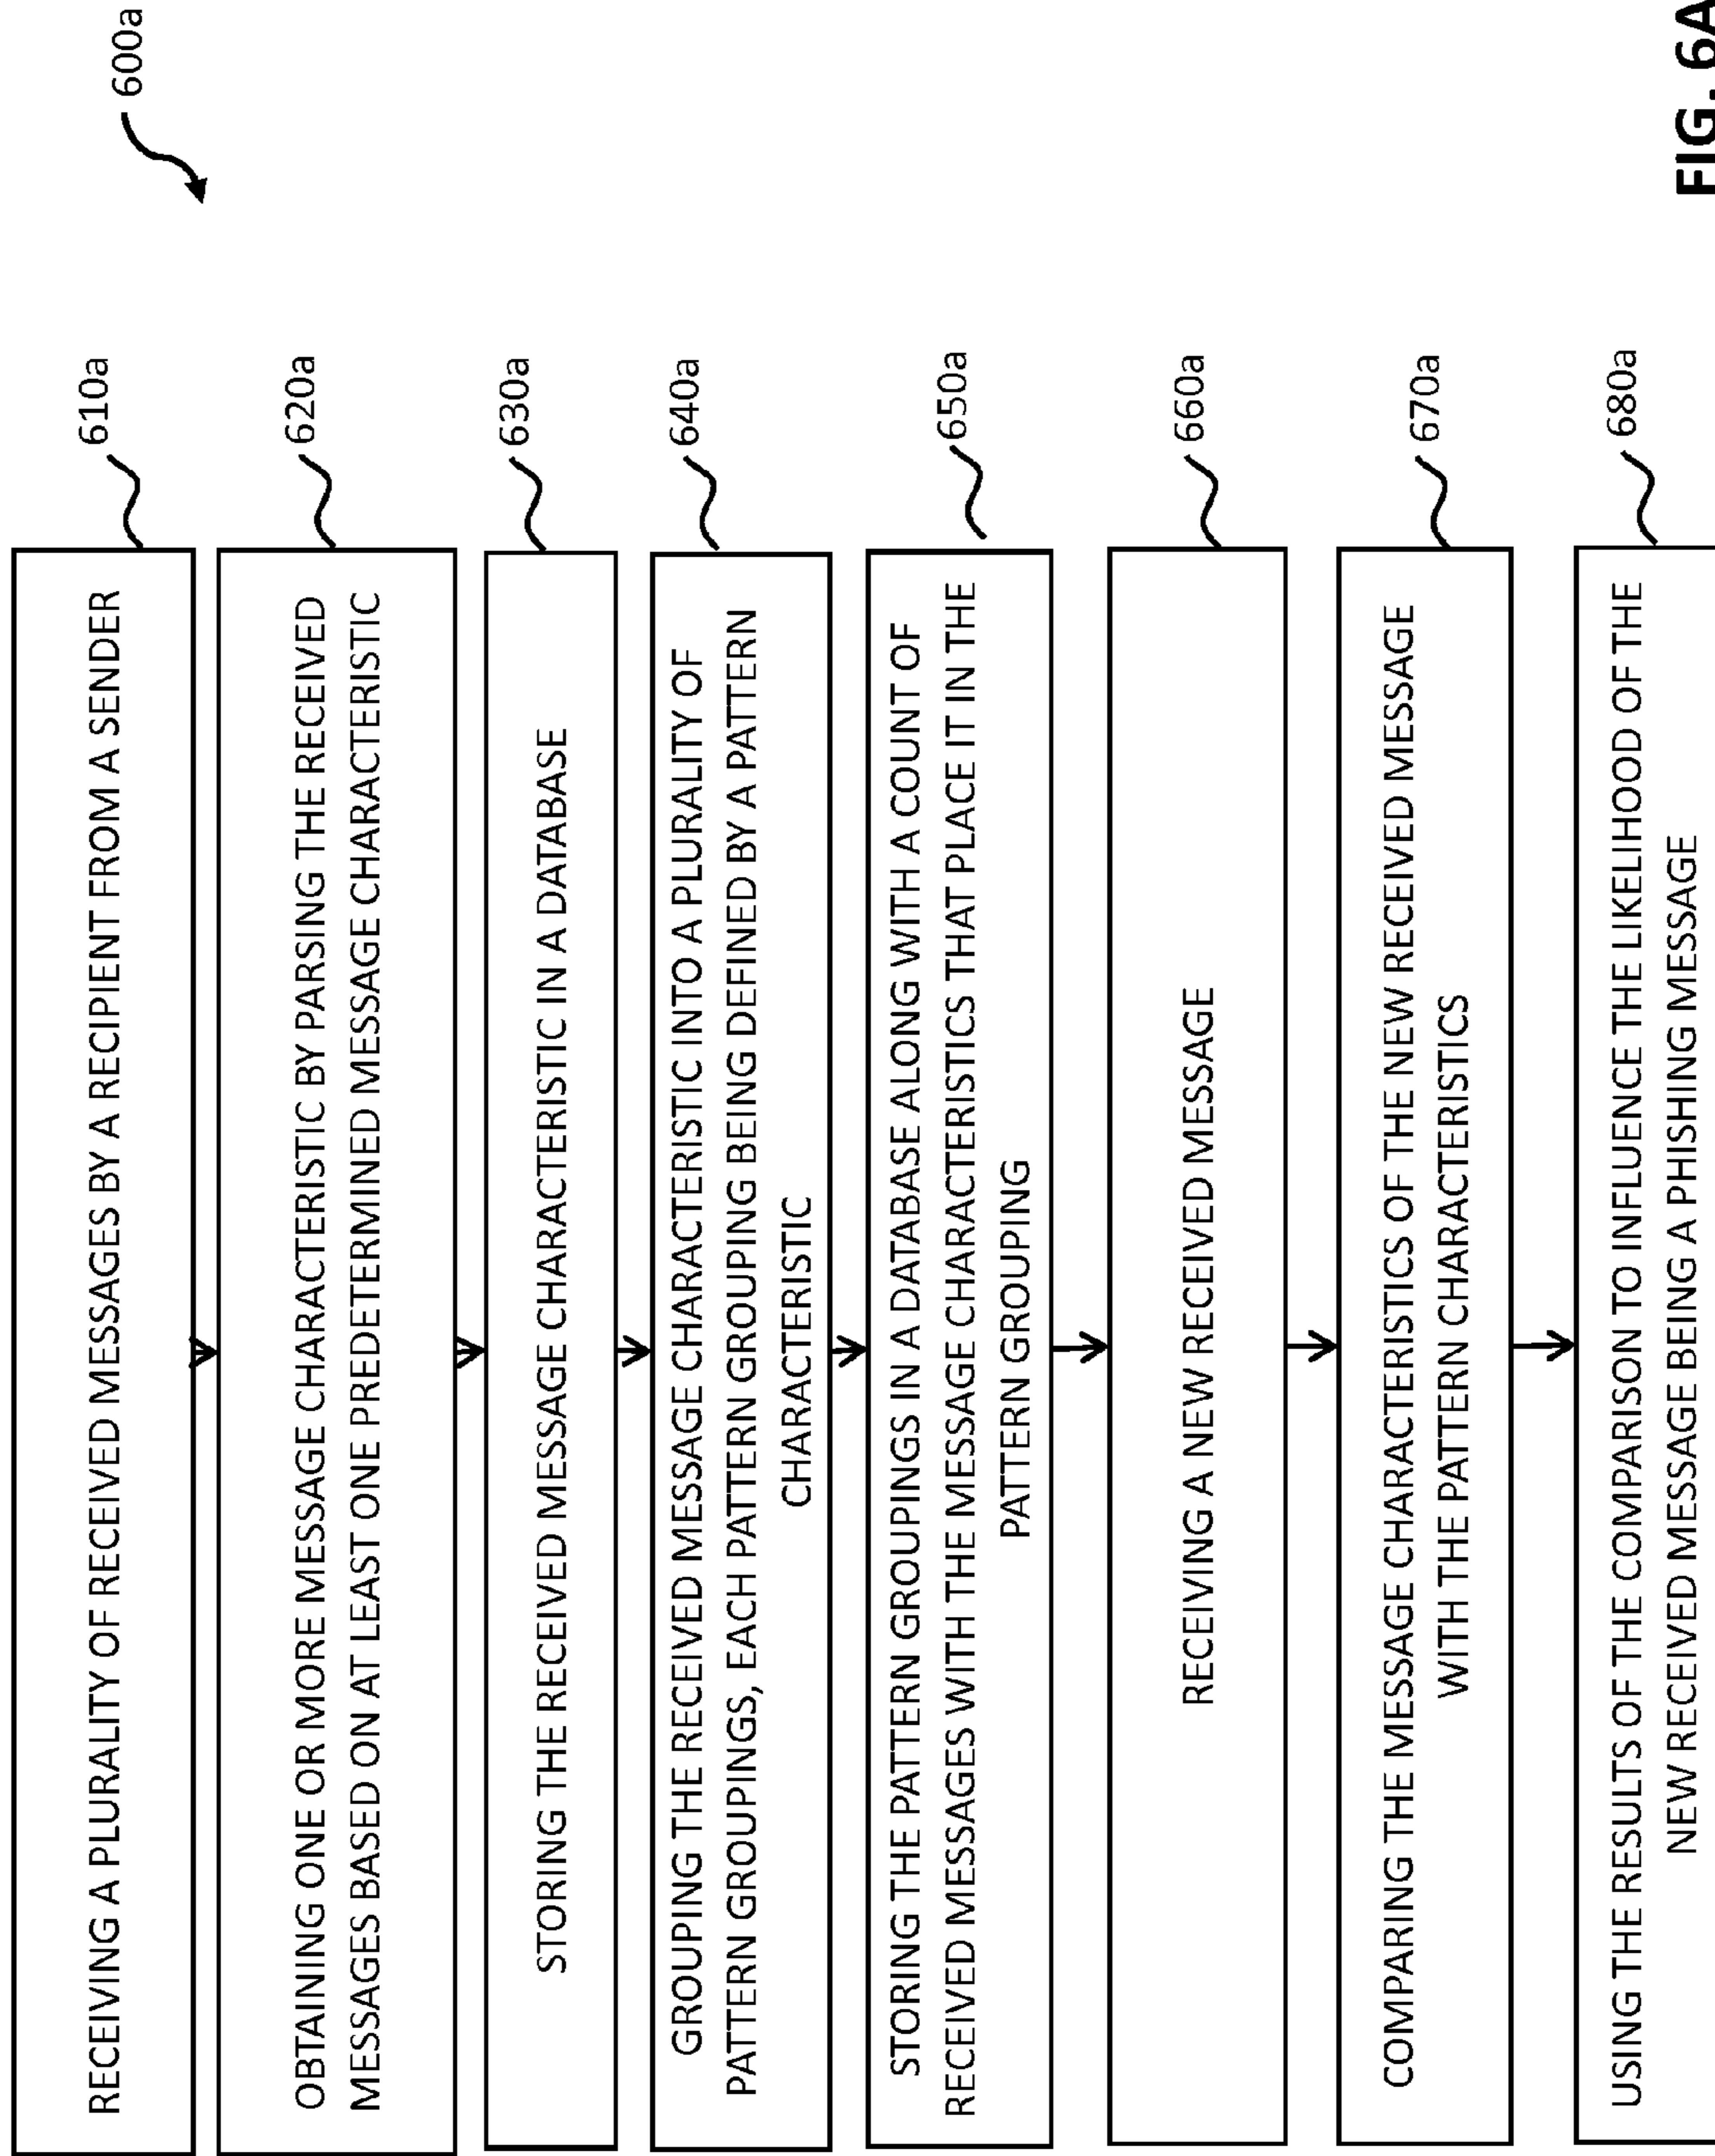 600a
RECEIVING A PLURALITY OF RECEIVED MESSAGES BY A RECIPIENT FROM A SENDER
610a
OBTAINING ONE OR MORE MESSAGE CHARACTERISTIC BY PARSING THE RECEIVED
MESSAGES BASED ON AT LEAST ONE PREDETERMINED MESSAGE CHARACTERISTIC
620a
STORING THE RECEIVED MESSAGE CHARACTERISTIC IN A DATABASE
630a
GROUPING THE RECEIVED MESSAGE CHARACTERISTIC INTO A PLURALITY OF
PATTERN GROUPINGS, EACH PATTERN GROUPING BEING DEFINED BY A PATTERN
CHARACTERISTIC
640a
STORING THE PATTERN GROUPINGS IN A DATABASE ALONG WITH A COUNT OF
RECEIVED MESSAGES WITH THE MESSAGE CHARACTERISTICS THAT PLACE IT IN THE
PATTERN GROUPING
650a
RECEIVING A NEW RECEIVED MESSAGE
660a
COMPARING THE MESSAGE CHARACTERISTICS OF THE NEW RECEIVED MESSAGE
WITH THE PATTERN CHARACTERISTICS
670a
USING THE RESULTS OF THE COMPARISON TO INFLUENCE THE LIKELIHOOD OF THE
NEW RECEIVED MESSAGE BEING A PHISHING MESSAGE
680a
FIG. 6A